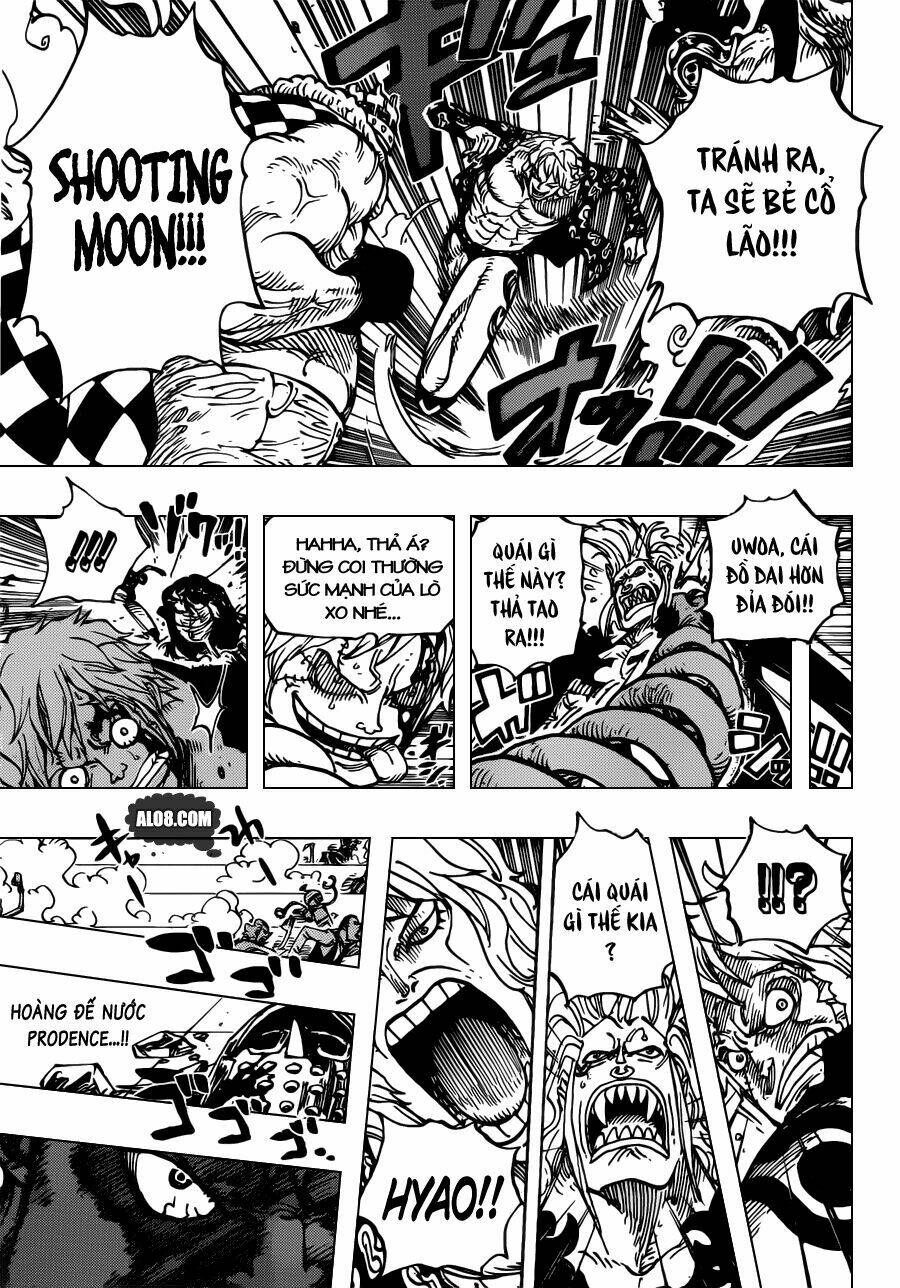 TRÁNH RA,
TA SẼ BẺ CỔ
LÃO!!!
SHOOTING
MOON!!!
UWOA, CÁI
ĐỒ DAI HƠN
ĐỈA ĐÓI!!
QUÁI GÌ
THẾ NÀY?
THẢ TAO
RA!!!
HAHHA, THẢ Á?
ĐỪNG COI THƯỜNG
SỨC MẠNH CỦA LÒ
XO NHÉ...
!!!
!!?
CÁI QUÁI
GÌ THẾ KIA
?
HYAO!!
ALO8.COM
HOÀNG ĐẾ NƯỚC
PRODENCE...!!